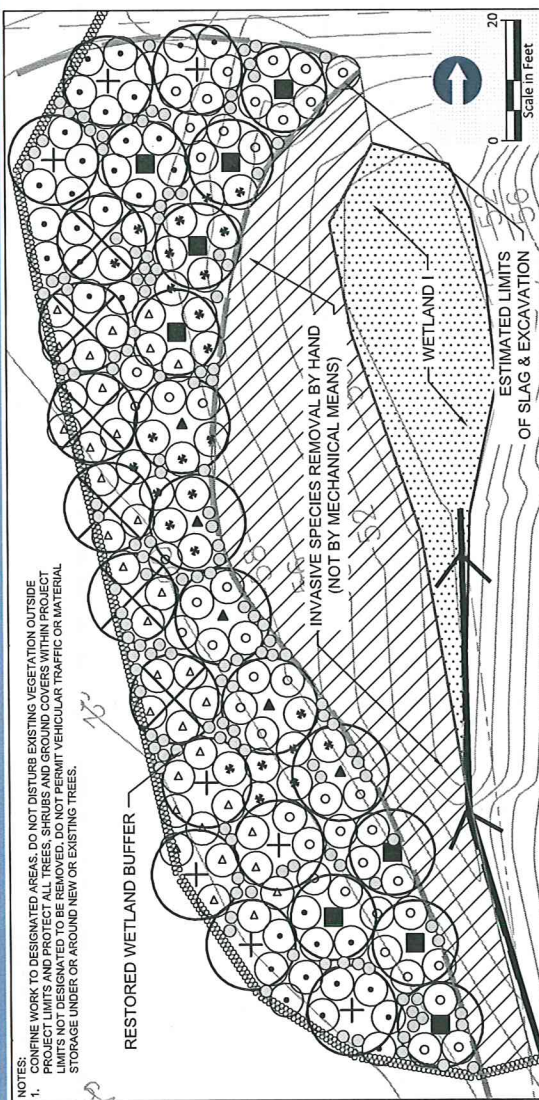 NOTES:
1. CONFINE WORK TO DESIGNATED AREAS. DO NOT DISTURB EXISTING VEGETATION OUTSIDE
PROJECT LIMITS AND PROTECT ALL TREES, SHRUBS AND GROUND COVERS WITHIN PROJECT
LIMITS NOT DESIGNATED TO BE REMOVED. DO NOT PERMIT VEHICULAR TRAFFIC OR MATERIAL
STORAGE UNDER OR AROUND NEW OR EXISTING TREES.
RESTORED WETLAND BUFFER
INVASIVE SPECIES REMOVAL BY HAND
(NOT BY MECHANICAL MEANS)
WETLAND I
ESTIMATED LIMITS
OF SLAG & EXCAVATION
52
56
52
0
20
Scale in Feet